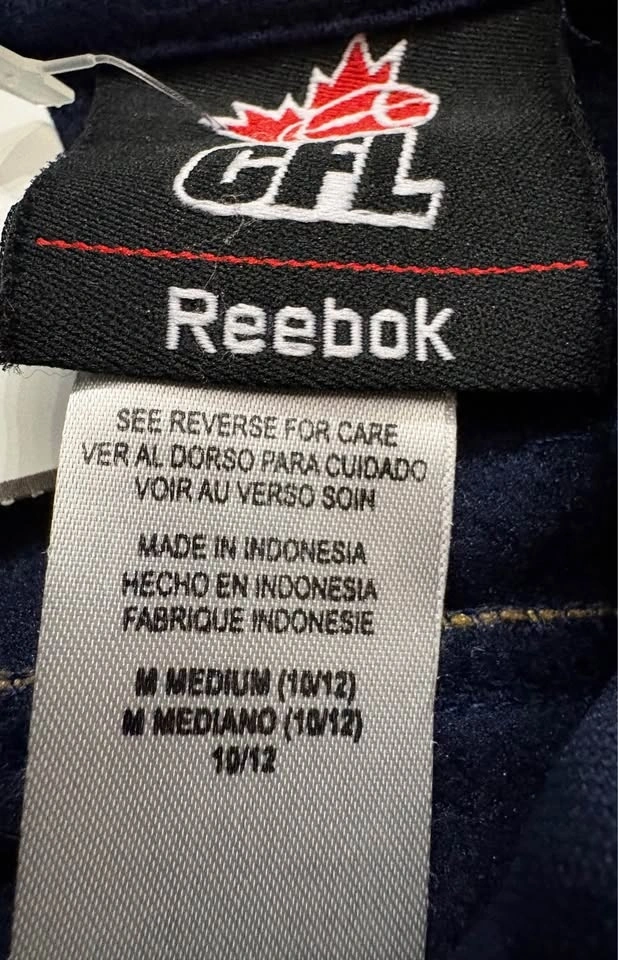 CFL
Reebok
SEE REVERSE FOR CARE
VER AL DORSO PARA CUIDADO
VOIR AU VERSO SOIN
MADE IN INDONESIA
HECHO EN INDONESIA
FABRIQUE INDONESIE
M MEDIUM (10/12)
M MEDIANO (10/12)
10/12